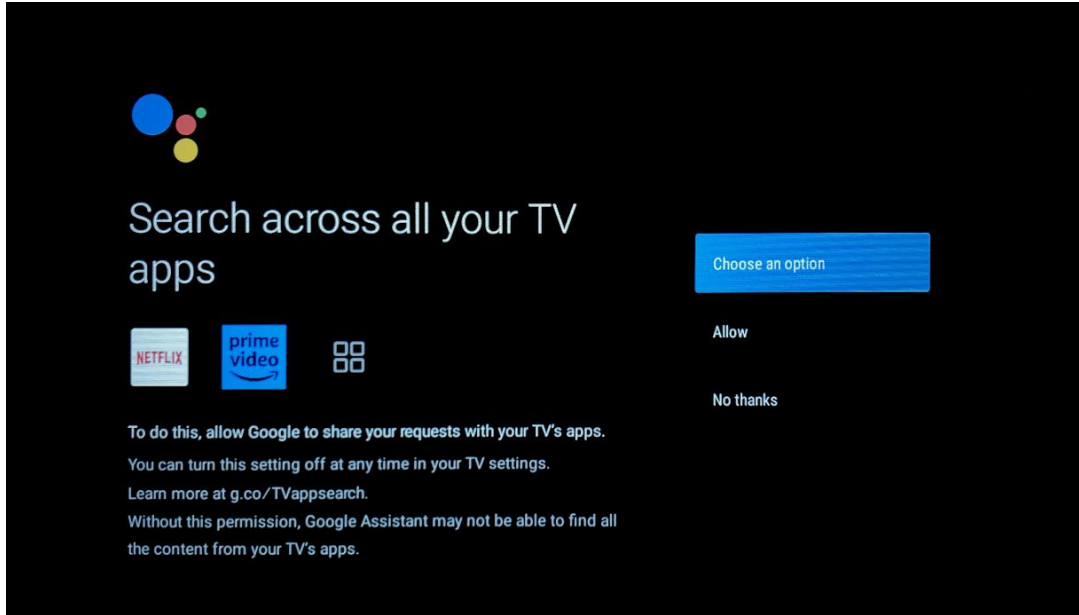 Search across all your TV
apps
NETFLIX
prime
video
To do this, allow Google to share your requests with your TV's apps.
You can turn this setting off at any time in your TV settings.
Learn more at g.co/TVappsearch.
Without this permission, Google Assistant may not be able to find all
the content from your TV's apps.
Choose an option
Allow
No thanks